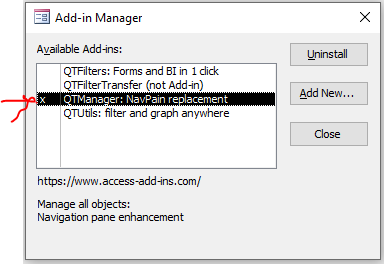 Add-in Manager
Available Add-ins:
QTFilters: Forms and BI in 1 click
QTFilterTransfer (not Add-in)
x QTManager: NavPain replacement
QTUtils: filter and graph anywhere
Uninstall
Add New...
Close
https://www.access-add-ins.com/
Manage all objects:
Navigation pane enhancement